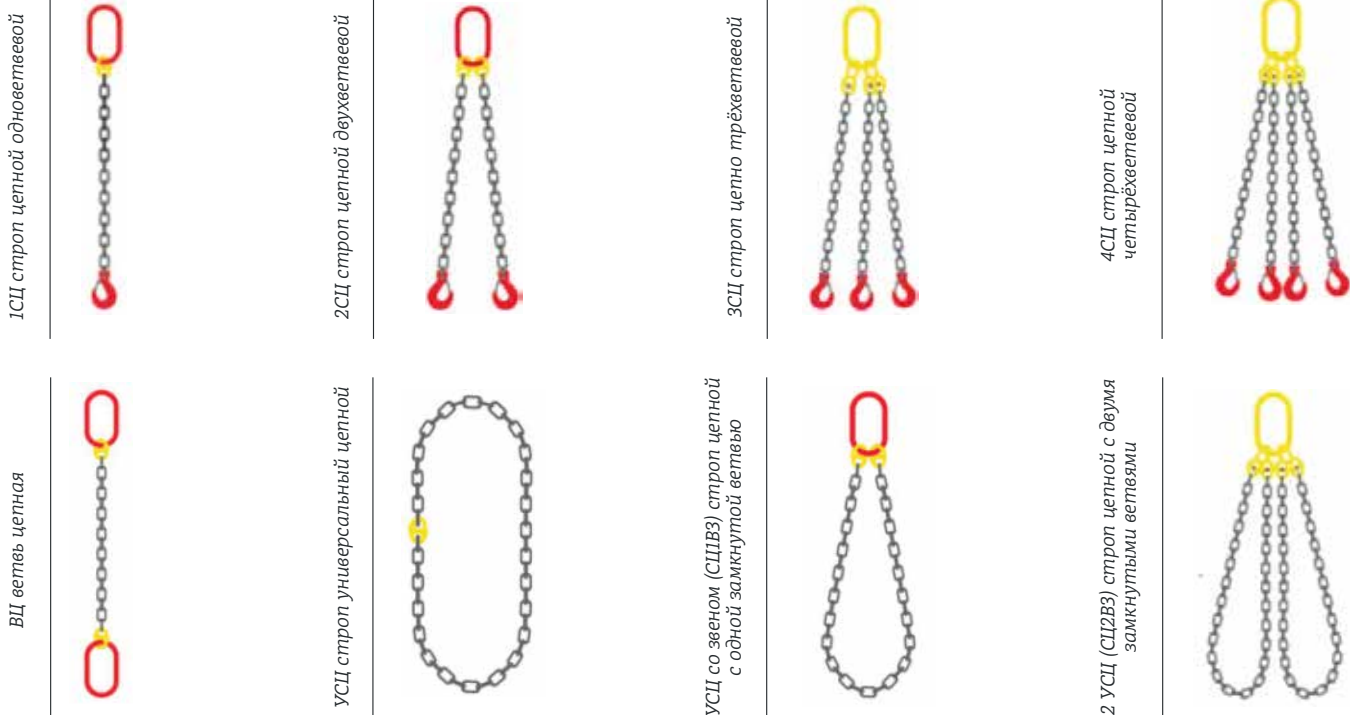 1СЦ строп цепной одноветвевой
2СЦ строп цепной двухветвевой
3СЦ строп цепно трёхветвевой
4СЦ строп цепной
четырёхветвевой
ВЦ ветвь цепная
УСЦ строп универсальный цепной
УСЦ со звеном (СЦ1ВЗ) строп цепной
с одной замкнутой ветвью
2 УСЦ (СЦ2ВЗ) строп цепной с двумя
замкнутыми ветвями